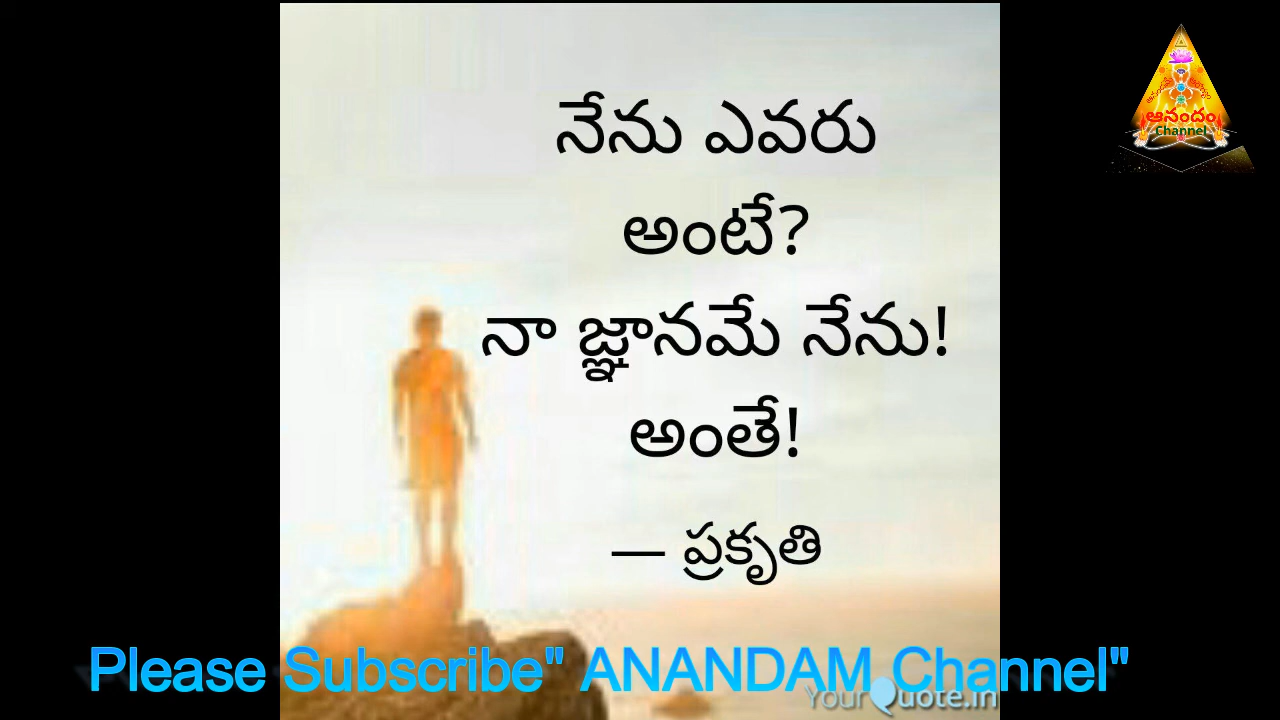 నేను ఎవరు
అంటే?
నా జ్ఞానమే నేను!
అంతే!
— ప్రకృతి
ఆనందం
Channel
Please Subscribe" ANANDAM Channel"
YourQuote.in